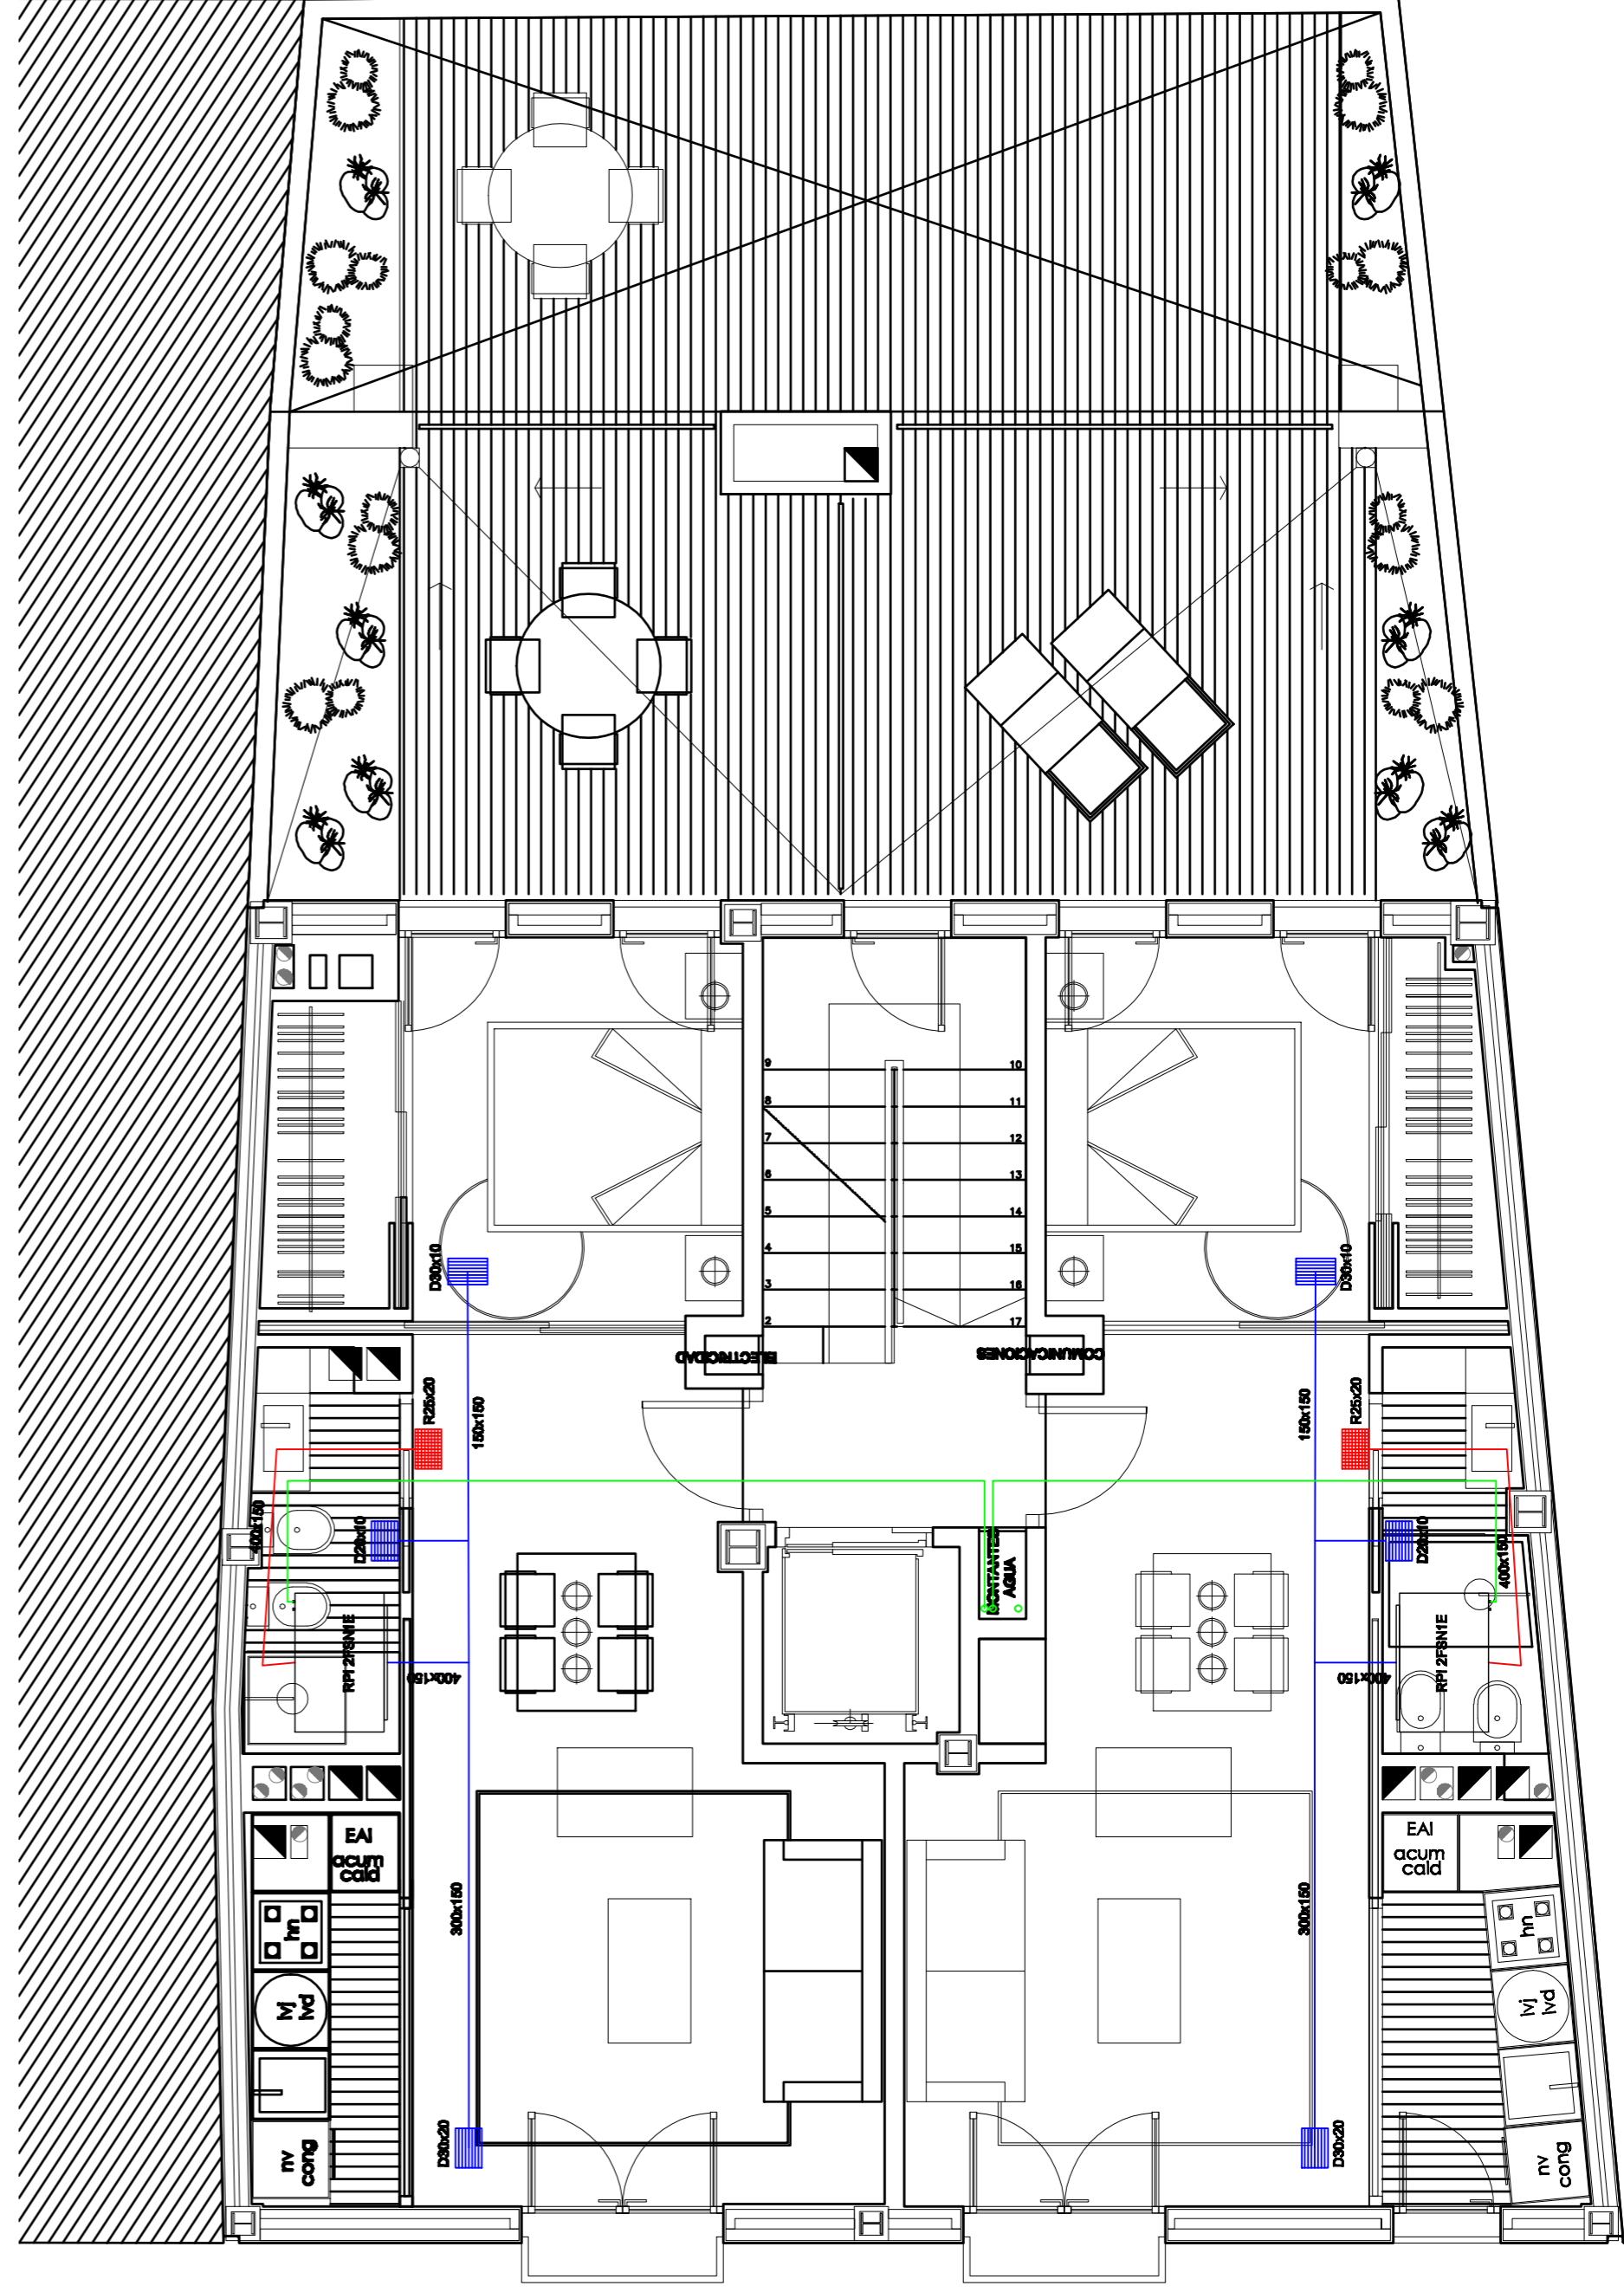 9
10
8
11
7
12
6
13
5
14
4
15
3
16
2
17
D30x10
D30x10
ELECTRICIDAD
COMUNICACIONES
R25x20
150x150
150x150
R25x20
400x150
D20x10
MONTANTES
AGUA
D20x10
400x150
RPI 2FSN1E
400x150
400x150
RPI 2FSN1E
EAI
acum
cald
EAI
acum
cald
hn
300x150
300x150
hn
lvj
lvd
lvj
lvd
nv
cong
D30x20
D30x20
nv
cong